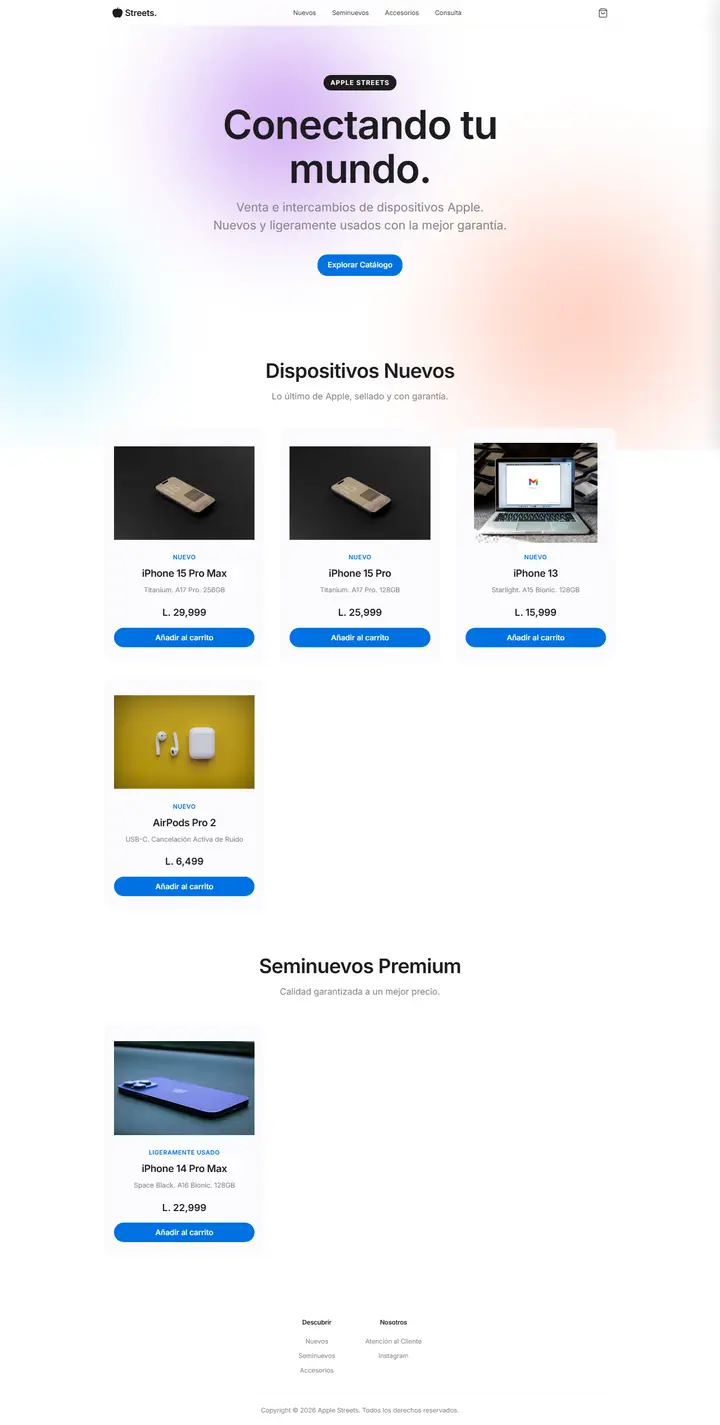 Streets.
Nuevos
Seminuevos
Accesorios
Consulta
APPLE STREETS
Conectando tu
mundo.
Venta e intercambios de dispositivos Apple.
Nuevos y ligeramente usados con la mejor garantía.
Explorar Catálogo
Dispositivos Nuevos
Lo último de Apple, sellado y con garantía.
NUEVO
iPhone 15 Pro Max
Titanium. A17 Pro. 256GB
L. 29,999
Añadir al carrito
NUEVO
iPhone 15 Pro
Titanium. A17 Pro. 128GB
L. 25,999
Añadir al carrito
NUEVO
iPhone 13
Starlight. A15 Bionic. 128GB
L. 15,999
Añadir al carrito
NUEVO
AirPods Pro 2
USB-C. Cancelación Activa de Ruido
L. 6,499
Añadir al carrito
Seminuevos Premium
Calidad garantizada a un mejor precio.
LIGERAMENTE USADO
iPhone 14 Pro Max
Space Black. A16 Bionic. 128GB
L. 22,999
Añadir al carrito
Descubrir
Nuevos
Seminuevos
Accesorios
Nosotros
Atención al Cliente
Instagram
Copyright © 2026 Apple Streets. Todos los derechos reservados.